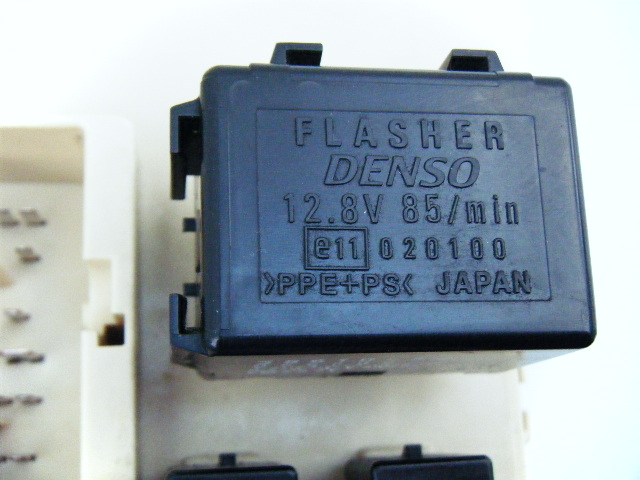 FLASHER
DENSO
12.8V 85/min
e11 020100
>PPE+PS< JAPAN